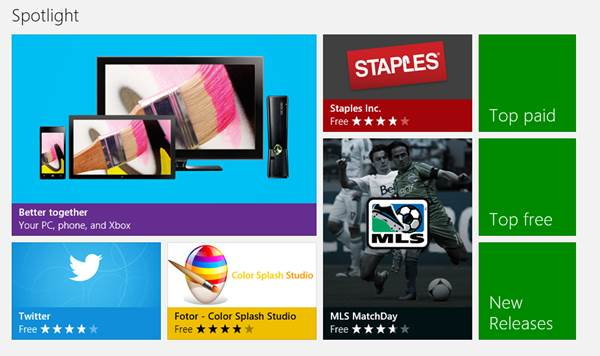 Spotlight
Better together
Your PC, phone, and Xbox
STAPLES
Staples Inc.
Free
Top paid
Twitter
Free
Color Splash Studio
Fotor - Color Splash Studio
Free
MLS
MLS MatchDay
Free
Top free
New
Releases